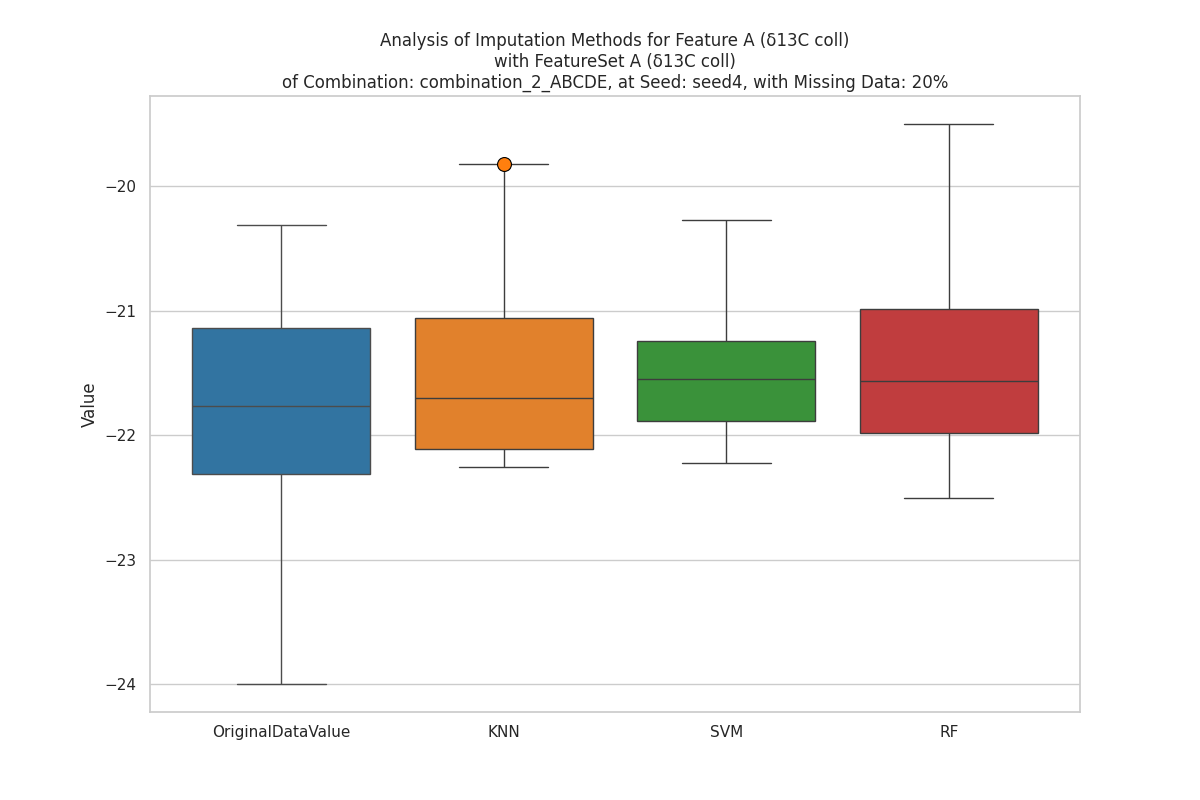 Analysis of Imputation Methods for Feature A (δ13C coll)
with FeatureSet A (δ13C coll)
of Combination: combination_2_ABCDE, at Seed: seed4, with Missing Data: 20%
−20
−21
−22
−23
−24
Value
OriginalDataValue
KNN
SVM
RF